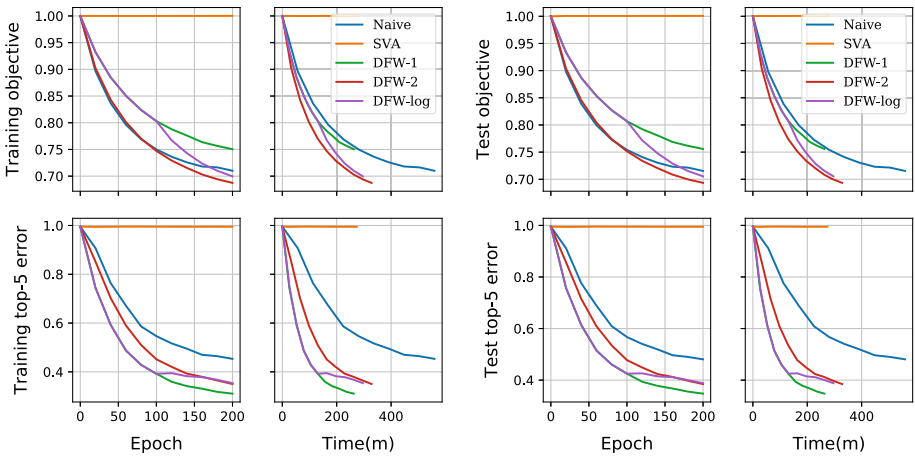 Training objective
1.00
0.95
0.90
0.85
0.80
0.75
0.70
Naive
SVA
DFW-1
DFW-2
DFW-log
Test objective
1.00
0.95
0.90
0.85
0.80
0.75
0.70
Naive
SVA
DFW-1
DFW-2
DFW-log
Training top-5 error
1.0
0.8
0.6
0.4
0 50 100 150 200
Epoch
0 200 400
Time(m)
Test top-5 error
1.0
0.8
0.6
0.4
0 50 100 150 200
Epoch
0 200 400
Time(m)